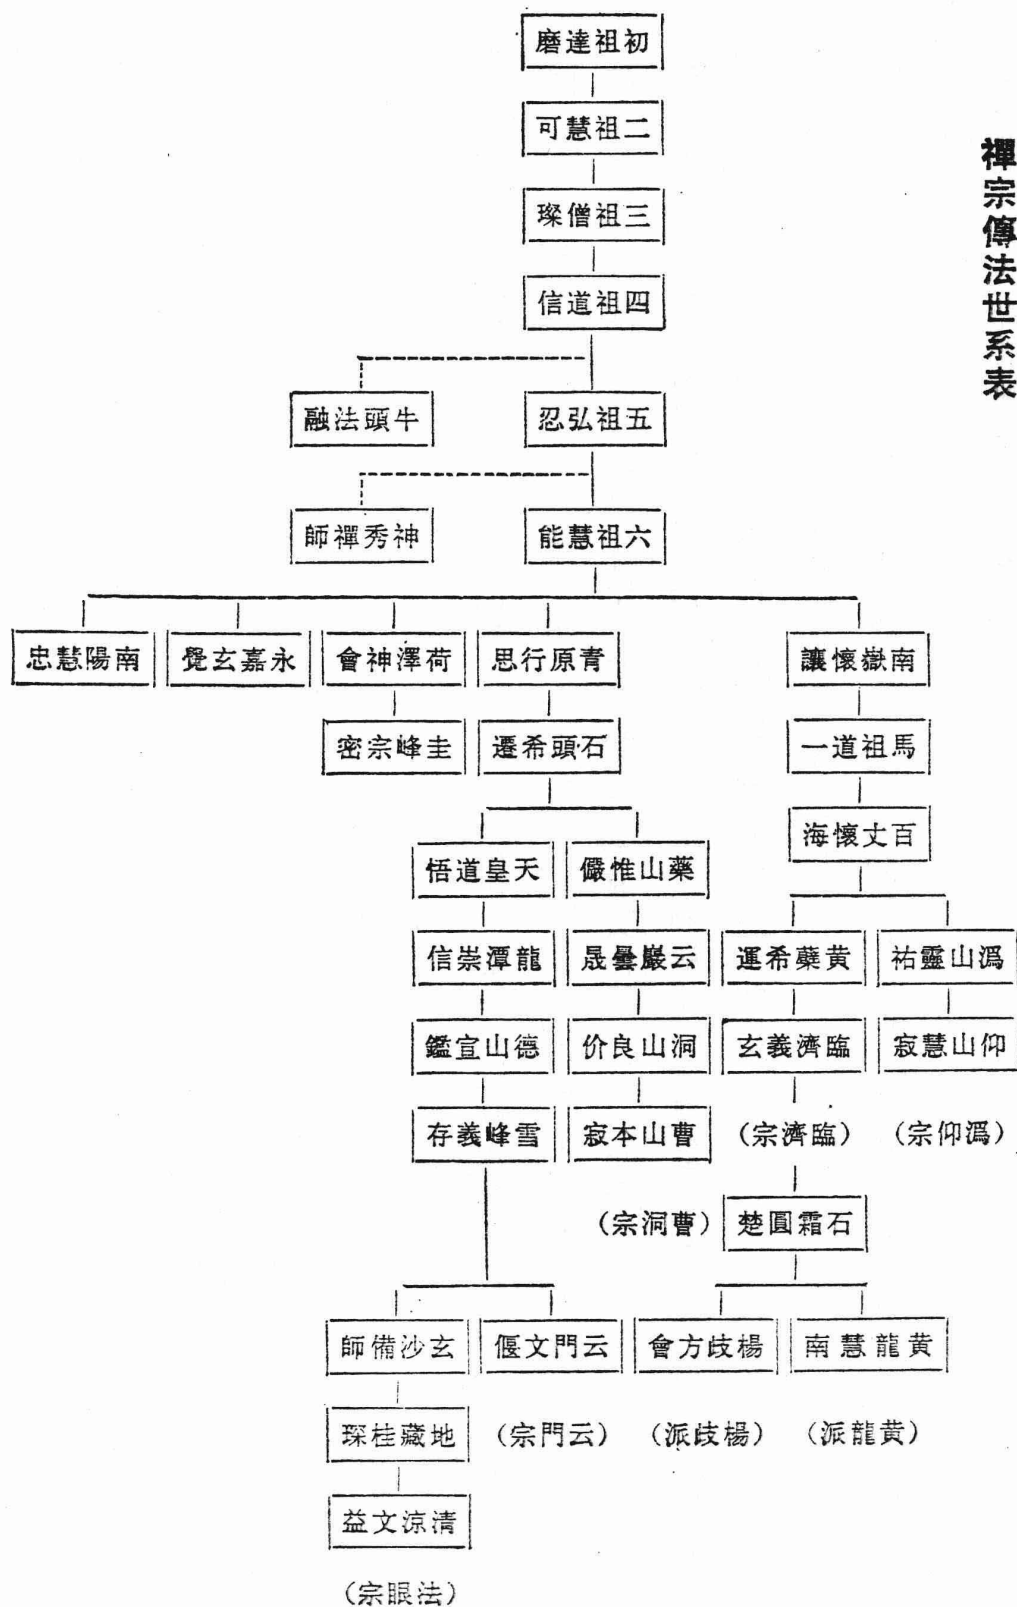 禪宗傳法世系表
初祖達磨
二祖慧可
三祖僧璨
四祖道信
五祖弘忍
牛頭法融
六祖慧能
神秀禪師
南嶽懷讓
青原行思
荷澤神會
永嘉玄覺
南陽慧忠
馬祖道一
石頭希遷
圭峰宗密
百丈懷海
藥山惟儼
天皇道悟
溈山靈祐
黄蘗希運
云巖曇晟
龍潭崇信
仰山慧寂
臨濟義玄
洞山良价
德山宣鑑
(溈仰宗)
(臨濟宗)
曹山本寂
雪峰義存
石霜圓楚
(曹洞宗)
黄龍慧南
楊歧方會
云門文偃
玄沙備師
(黄龍派)
(楊歧派)
(云門宗)
地藏桂琛
清涼文益
(法眼宗)